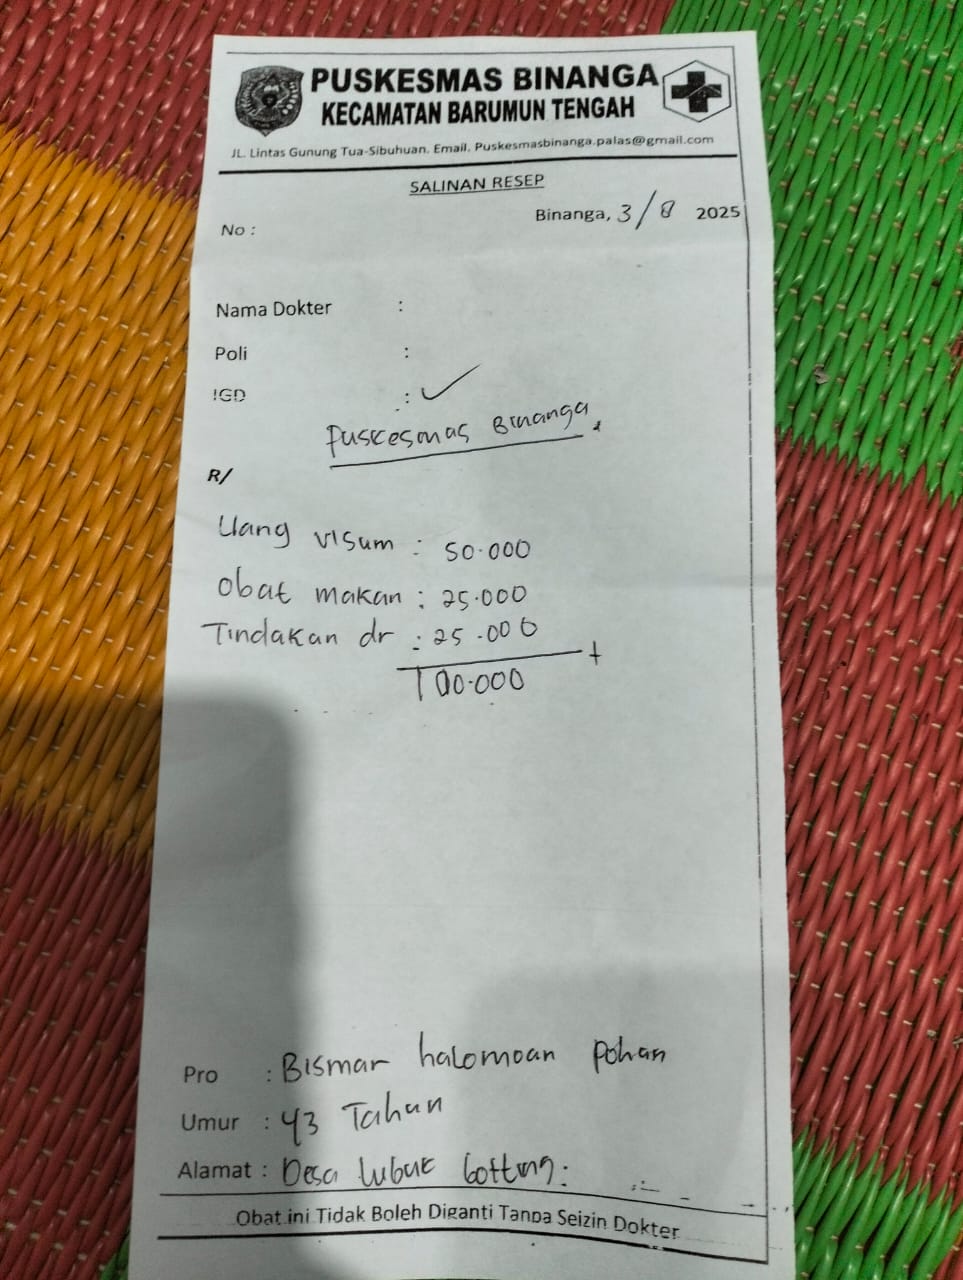 PUSKESMAS BINANGA
KECAMATAN BARUMUN TENGAH
JL. Lintas Gunung Tua-Sibuhuan. Email. Puskesmasbinanga.palas@gmail.com
SALINAN RESEP
Binanga, 3/8 2025
No :
Nama Dokter :
Poli :
IGD : ✓
Puskesmas Binanga
R/
Uang visum : 50.000
Obat makan : 25.000
Tindakan dr : 25.000
+
100.000
Pro : Bismar halomoan pohan
Umur : 43 Tahun
Alamat : Desa lubuk botting.
Obat ini Tidak Boleh Diganti Tanpa Seizin Dokter